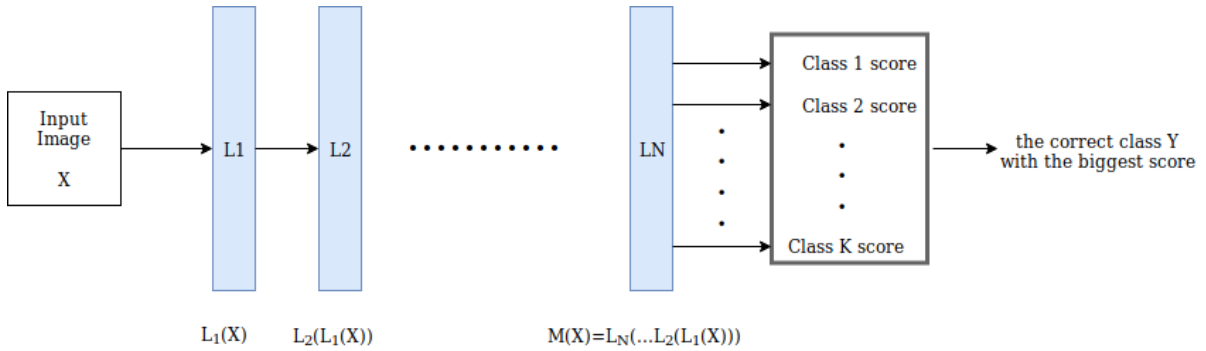 Input
Image
X
L1
L2
LN
Class 1 score
Class 2 score
Class K score
the correct class Y
with the biggest score
L₁(X)
L₂(L₁(X))
M(X)=L_N(...L₂(L₁(X)))